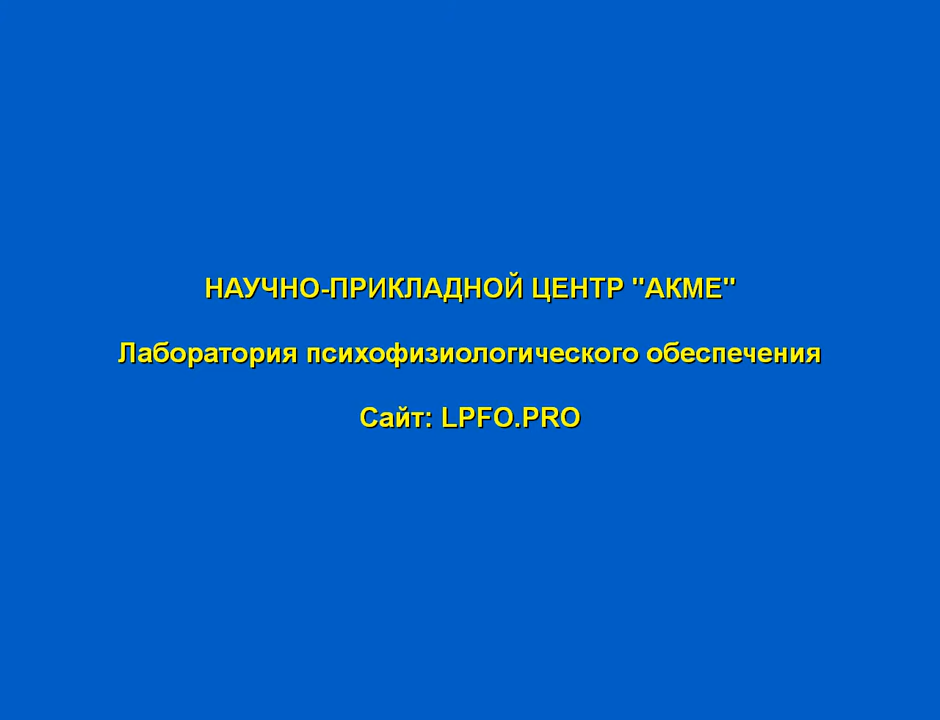 НАУЧНО-ПРИКЛАДНОЙ ЦЕНТР "АКМЕ"
Лаборатория психофизиологического обеспечения
Сайт: LPFO.PRO